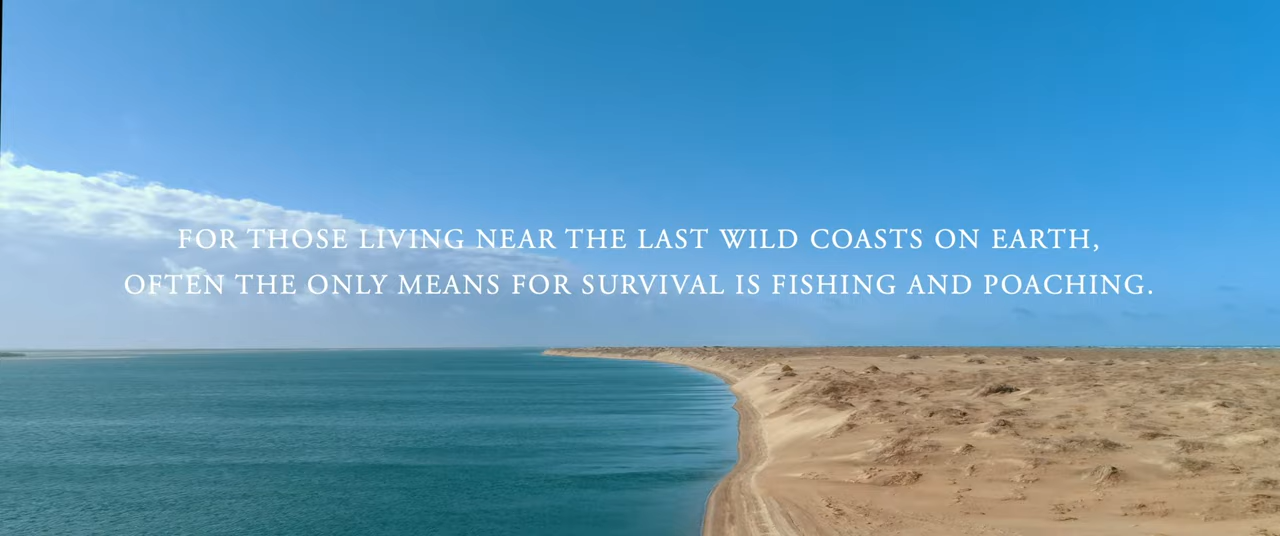 FOR THOSE LIVING NEAR THE LAST WILD COASTS ON EARTH,
OFTEN THE ONLY MEANS FOR SURVIVAL IS FISHING AND POACHING.